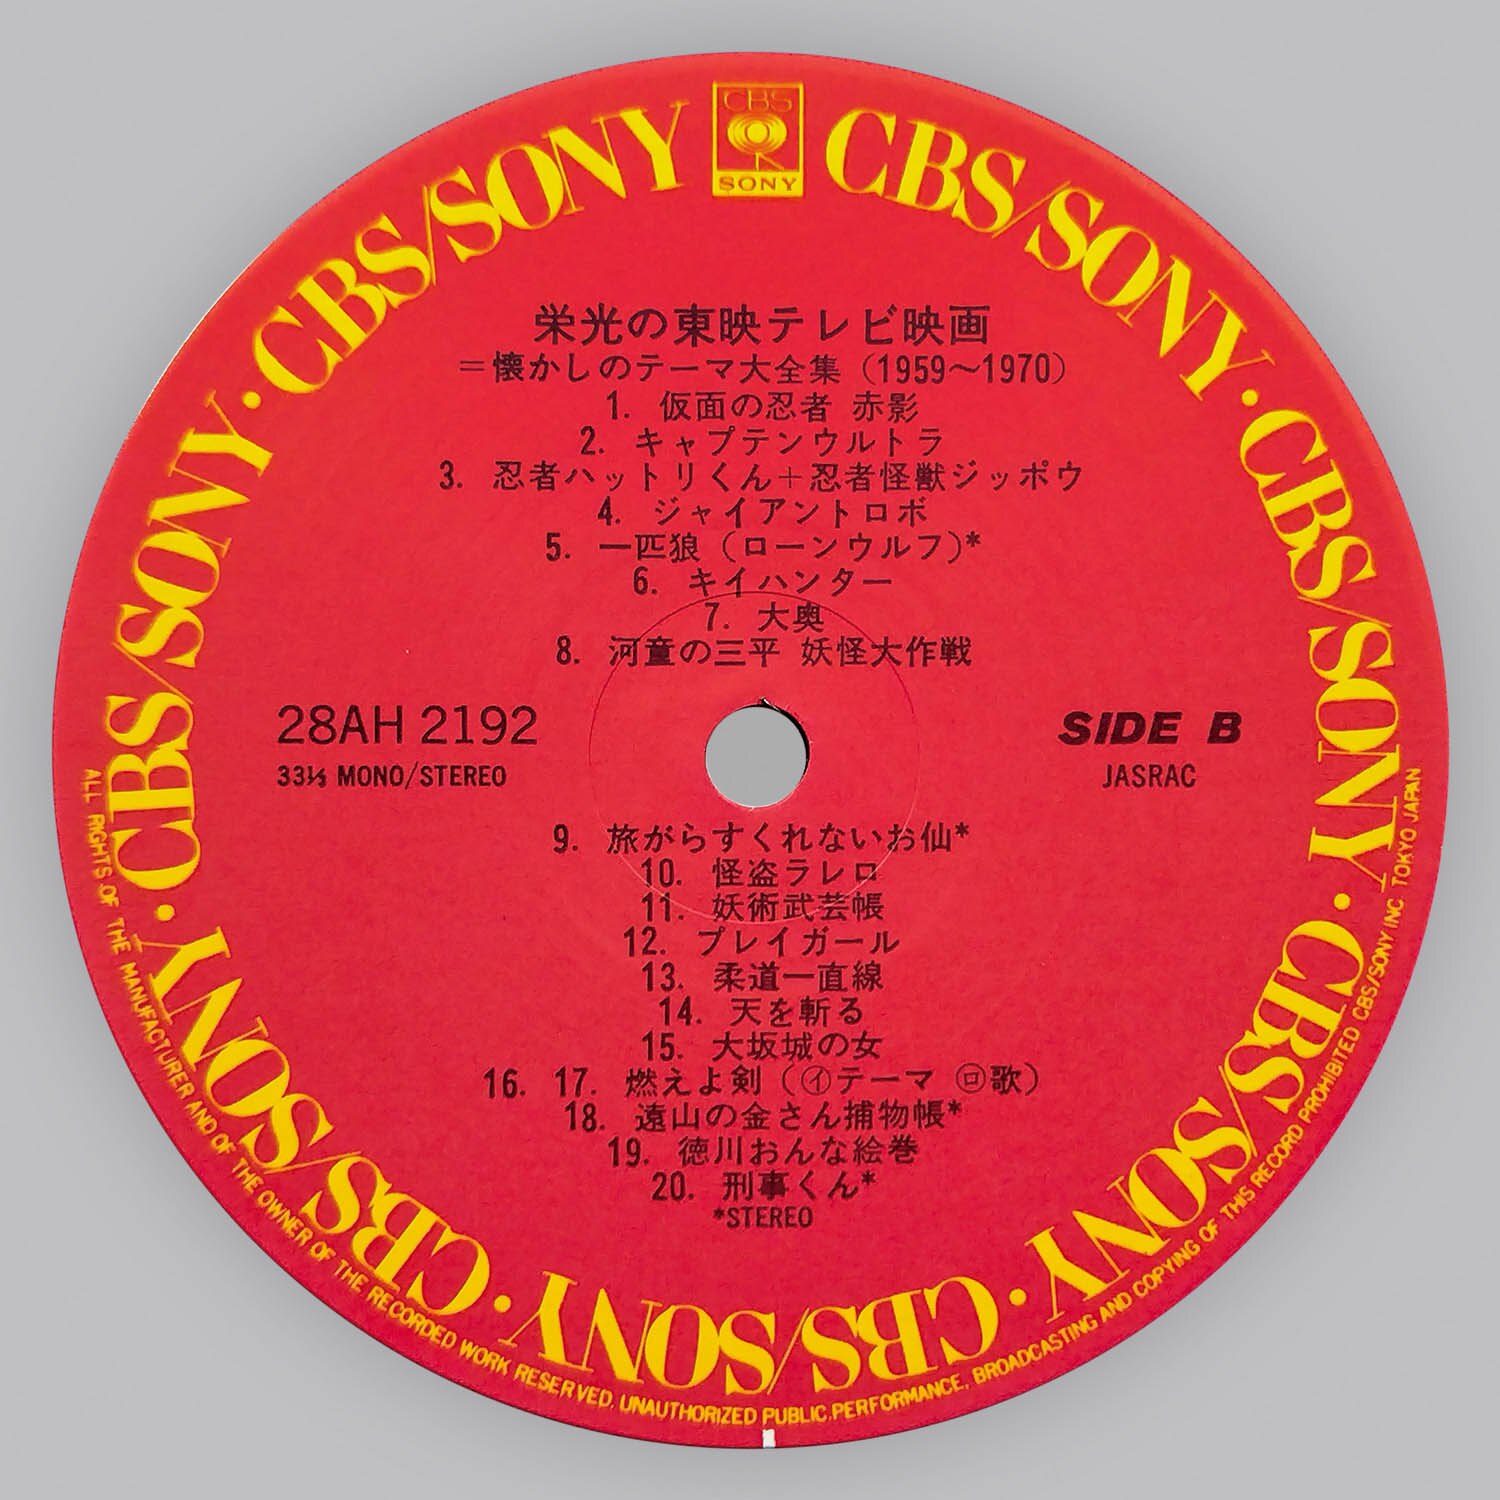 CBS
SONY
CBS/SONY · CBS/SONY · CBS/SONY · CBS/SONY · CBS/SONY · CBS/SONY · CBS/SONY · CBS/SONY
栄光の東映テレビ映画
＝懐かしのテーマ大全集（1959〜1970）
1. 仮面の忍者 赤影
2. キャプテンウルトラ
3. 忍者ハットリくん＋忍者怪獣ジッポウ
4. ジャイアントロボ
5. 一匹狼（ローンウルフ）*
6. キイハンター
7. 大奥
8. 河童の三平 妖怪大作戦
28AH 2192
33⅓ MONO/STEREO
SIDE B
JASRAC
9. 旅がらすくれないお仙*
10. 怪盗ラレロ
11. 妖術武芸帳
12. プレイガール
13. 柔道一直線
14. 天を斬る
15. 大坂城の女
16. 17. 燃えよ剣（㋑テーマ ㋺歌）
18. 遠山の金さん捕物帳*
19. 徳川おんな絵巻
20. 刑事くん*
*STEREO
ALL RIGHTS OF THE MANUFACTURER AND OF THE OWNER OF THE RECORDED WORK RESERVED. UNAUTHORIZED PUBLIC PERFORMANCE, BROADCASTING AND COPYING OF THIS RECORD PROHIBITED CBS/SONY INC TOKYO JAPAN